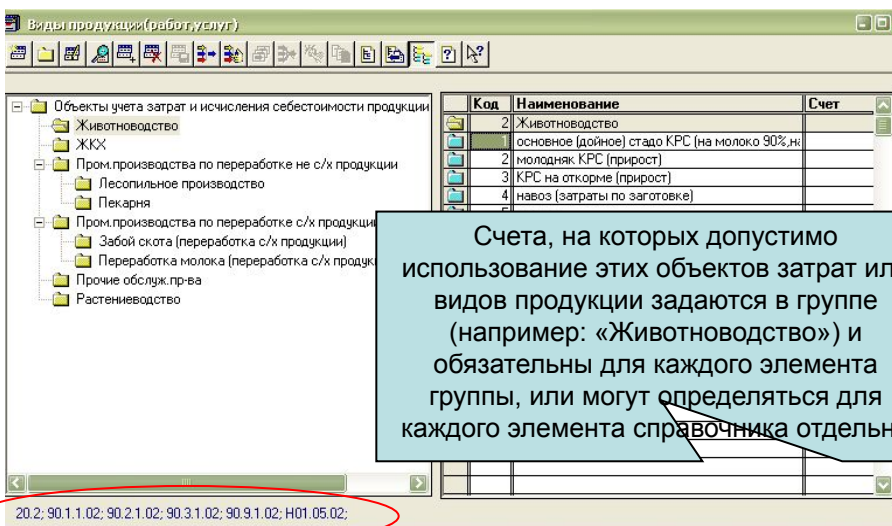 Виды продукции(работ,услуг)
Объекты учета затрат и исчисления себестоимости продукции
Животноводство
ЖКХ
Пром.производства по переработке не с/х продукции
Лесопильное производство
Пекарня
Пром.производства по переработке с/х продукции
Забой скота (переработка с/х продукции)
Переработка молока (переработка с/х продук
Прочие обслуж.пр-ва
Растениеводство
Код Наименование Счет
2 Животноводство
1 основное (дойное) стадо КРС (на молоко 90%,на
2 молодняк КРС (прирост)
3 КРС на откорме (прирост)
4 навоз (затраты по заготовке)
Счета, на которых допустимо
использование этих объектов затрат ил
видов продукции задаются в группе
(например: «Животноводство») и
обязательны для каждого элемента
группы, или могут определяться для
каждого элемента справочника отдельн
20.2; 90.1.1.02; 90.2.1.02; 90.3.1.02; 90.9.1.02; Н01.05.02;